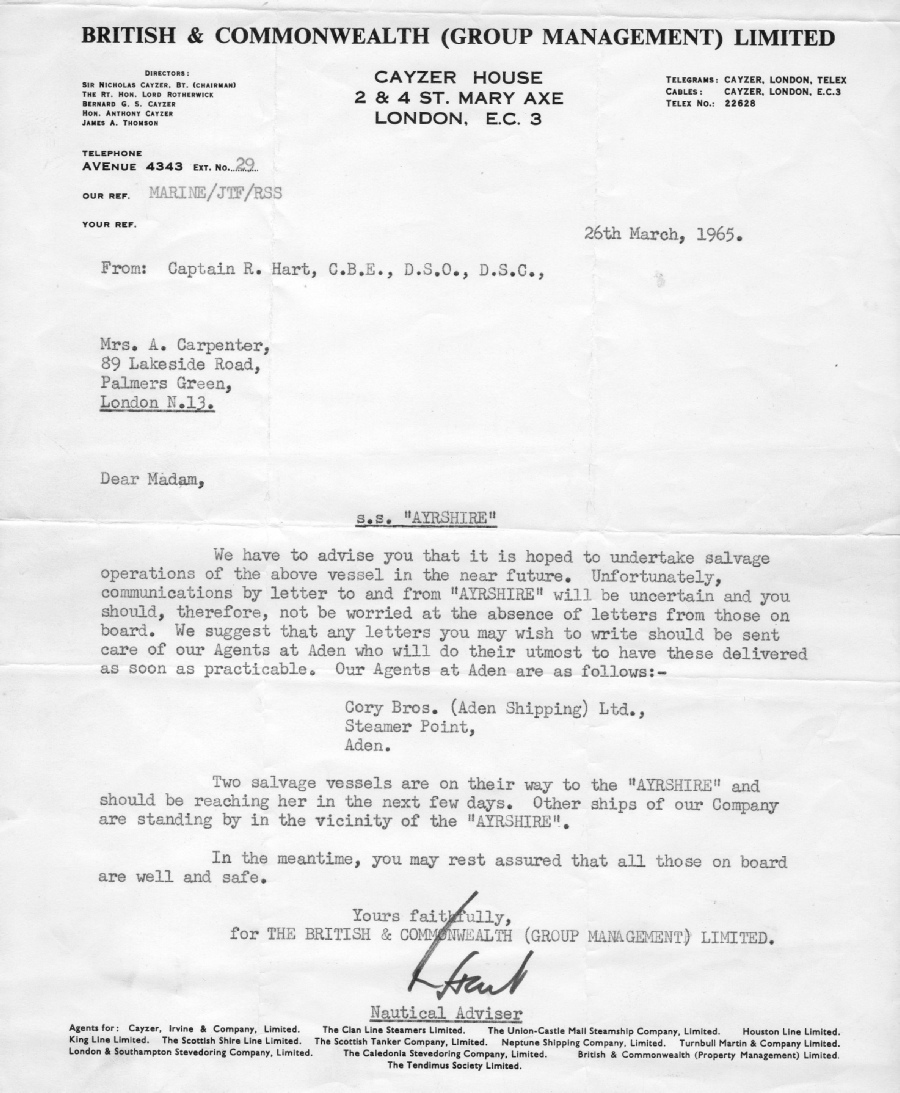 BRITISH & COMMONWEALTH (GROUP MANAGEMENT) LIMITED
DIRECTORS:
SIR NICHOLAS CAYZER, BT. (CHAIRMAN)
THE RT. HON. LORD ROTHERWICK
BERNARD G. S. CAYZER
HON. ANTHONY CAYZER
JAMES A. THOMSON
CAYZER HOUSE
2 & 4 ST. MARY AXE
LONDON, E.C. 3
TELEGRAMS: CAYZER, LONDON, TELEX
CABLES: CAYZER, LONDON, E.C.3
TELEX NO.: 22628
TELEPHONE
AVENUE 4343 EXT. NO. 29
OUR REF. MARINE/JTF/RSS
YOUR REF.
26th March, 1965.
From: Captain R. Hart, C.B.E., D.S.O., D.S.C.,
Mrs. A. Carpenter,
89 Lakeside Road,
Palmers Green,
London N.13.
Dear Madam,
s.s. "AYRSHIRE"
We have to advise you that it is hoped to undertake salvage
operations of the above vessel in the near future. Unfortunately,
communications by letter to and from "AYRSHIRE" will be uncertain and you
should, therefore, not be worried at the absence of letters from those on
board. We suggest that any letters you may wish to write should be sent
care of our Agents at Aden who will do their utmost to have these delivered
as soon as practicable. Our Agents at Aden are as follows:-
Cory Bros. (Aden Shipping) Ltd.,
Steamer Point,
Aden.
Two salvage vessels are on their way to the "AYRSHIRE" and
should be reaching her in the next few days. Other ships of our Company
are standing by in the vicinity of the "AYRSHIRE".
In the meantime, you may rest assured that all those on board
are well and safe.
Yours faithfully,
for THE BRITISH & COMMONWEALTH (GROUP MANAGEMENT) LIMITED.
Nautical Adviser
Agents for: Cayzer, Irvine & Company, Limited. The Clan Line Steamers Limited. The Union-Castle Mail Steamship Company, Limited. Houston Line Limited.
King Line Limited. The Scottish Shire Line Limited. The Scottish Tanker Company, Limited. Neptune Shipping Company, Limited. Turnbull Martin & Company Limited.
London & Southampton Stevedoring Company, Limited. The Caledonia Stevedoring Company, Limited. British & Commonwealth (Property Management) Limited.
The Tendimus Society Limited.